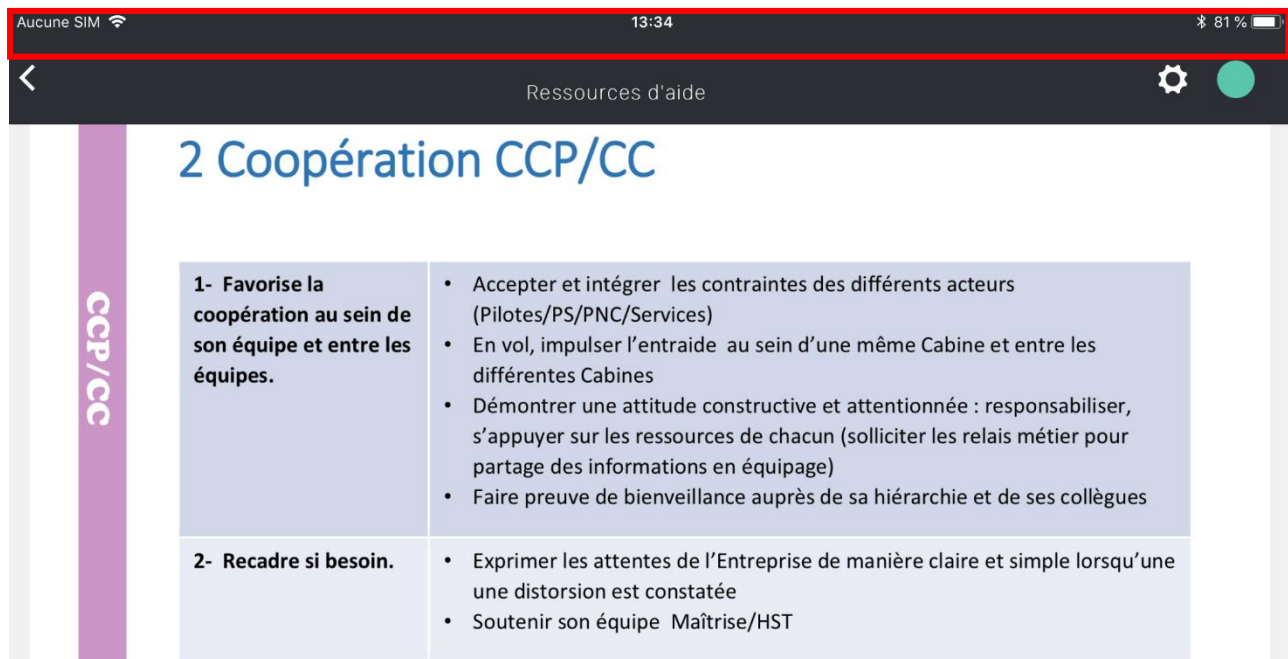 Aucune SIM 13:34 81 %
Ressources d'aide
2 Coopération CCP/CC
CCP/CC
1- Favorise la
coopération au sein de
son équipe et entre les
équipes.
• Accepter et intégrer les contraintes des différents acteurs
(Pilotes/PS/PNC/Services)
• En vol, impulser l’entraide au sein d’une même Cabine et entre les
différentes Cabines
• Démontrer une attitude constructive et attentionnée : responsabiliser,
s’appuyer sur les ressources de chacun (solliciter les relais métier pour
partage des informations en équipage)
• Faire preuve de bienveillance auprès de sa hiérarchie et de ses collègues
2- Recadre si besoin.
• Exprimer les attentes de l’Entreprise de manière claire et simple lorsqu’une
une distorsion est constatée
• Soutenir son équipe Maîtrise/HST